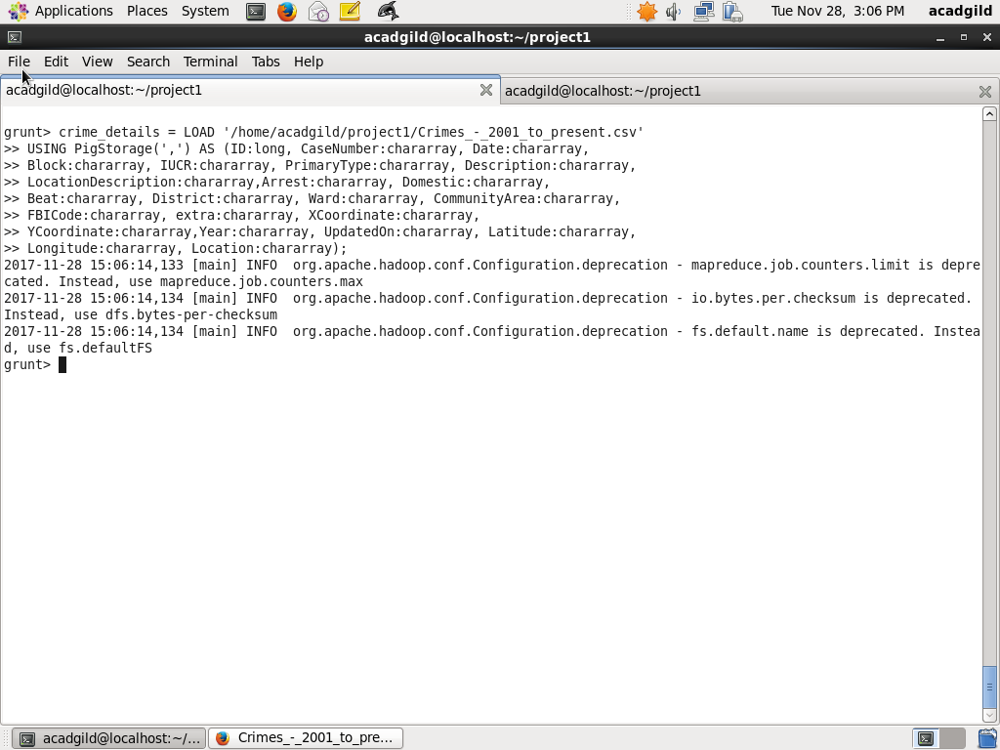 Applications Places System Tue Nov 28, 3:06 PM acadgild
acadgild@localhost:~/project1
File Edit View Search Terminal Tabs Help
acadgild@localhost:~/project1 acadgild@localhost:~/project1
grunt> crime_details = LOAD '/home/acadgild/project1/Crimes_-_2001_to_present.csv'
>> USING PigStorage(',') AS (ID:long, CaseNumber:chararray, Date:chararray,
>> Block:chararray, IUCR:chararray, PrimaryType:chararray, Description:chararray,
>> LocationDescription:chararray,Arrest:chararray, Domestic:chararray,
>> Beat:chararray, District:chararray, Ward:chararray, CommunityArea:chararray,
>> FBICode:chararray, extra:chararray, XCoordinate:chararray,
>> YCoordinate:chararray,Year:chararray, UpdatedOn:chararray, Latitude:chararray,
>> Longitude:chararray, Location:chararray);
2017-11-28 15:06:14,133 [main] INFO  org.apache.hadoop.conf.Configuration.deprecation - mapreduce.job.counters.limit is depre
cated. Instead, use mapreduce.job.counters.max
2017-11-28 15:06:14,134 [main] INFO  org.apache.hadoop.conf.Configuration.deprecation - io.bytes.per.checksum is deprecated.
Instead, use dfs.bytes-per-checksum
2017-11-28 15:06:14,134 [main] INFO  org.apache.hadoop.conf.Configuration.deprecation - fs.default.name is deprecated. Instea
d, use fs.defaultFS
grunt>
acadgild@localhost:~/... Crimes_-_2001_to_pre...